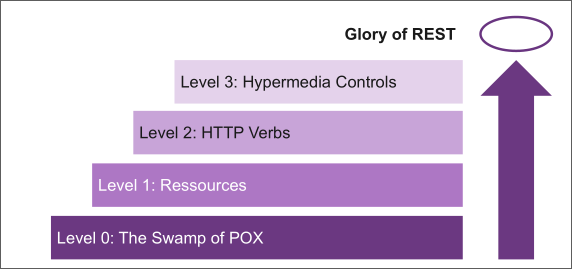 Glory of REST
Level 3: Hypermedia Controls
Level 2: HTTP Verbs
Level 1: Ressources
Level 0: The Swamp of POX